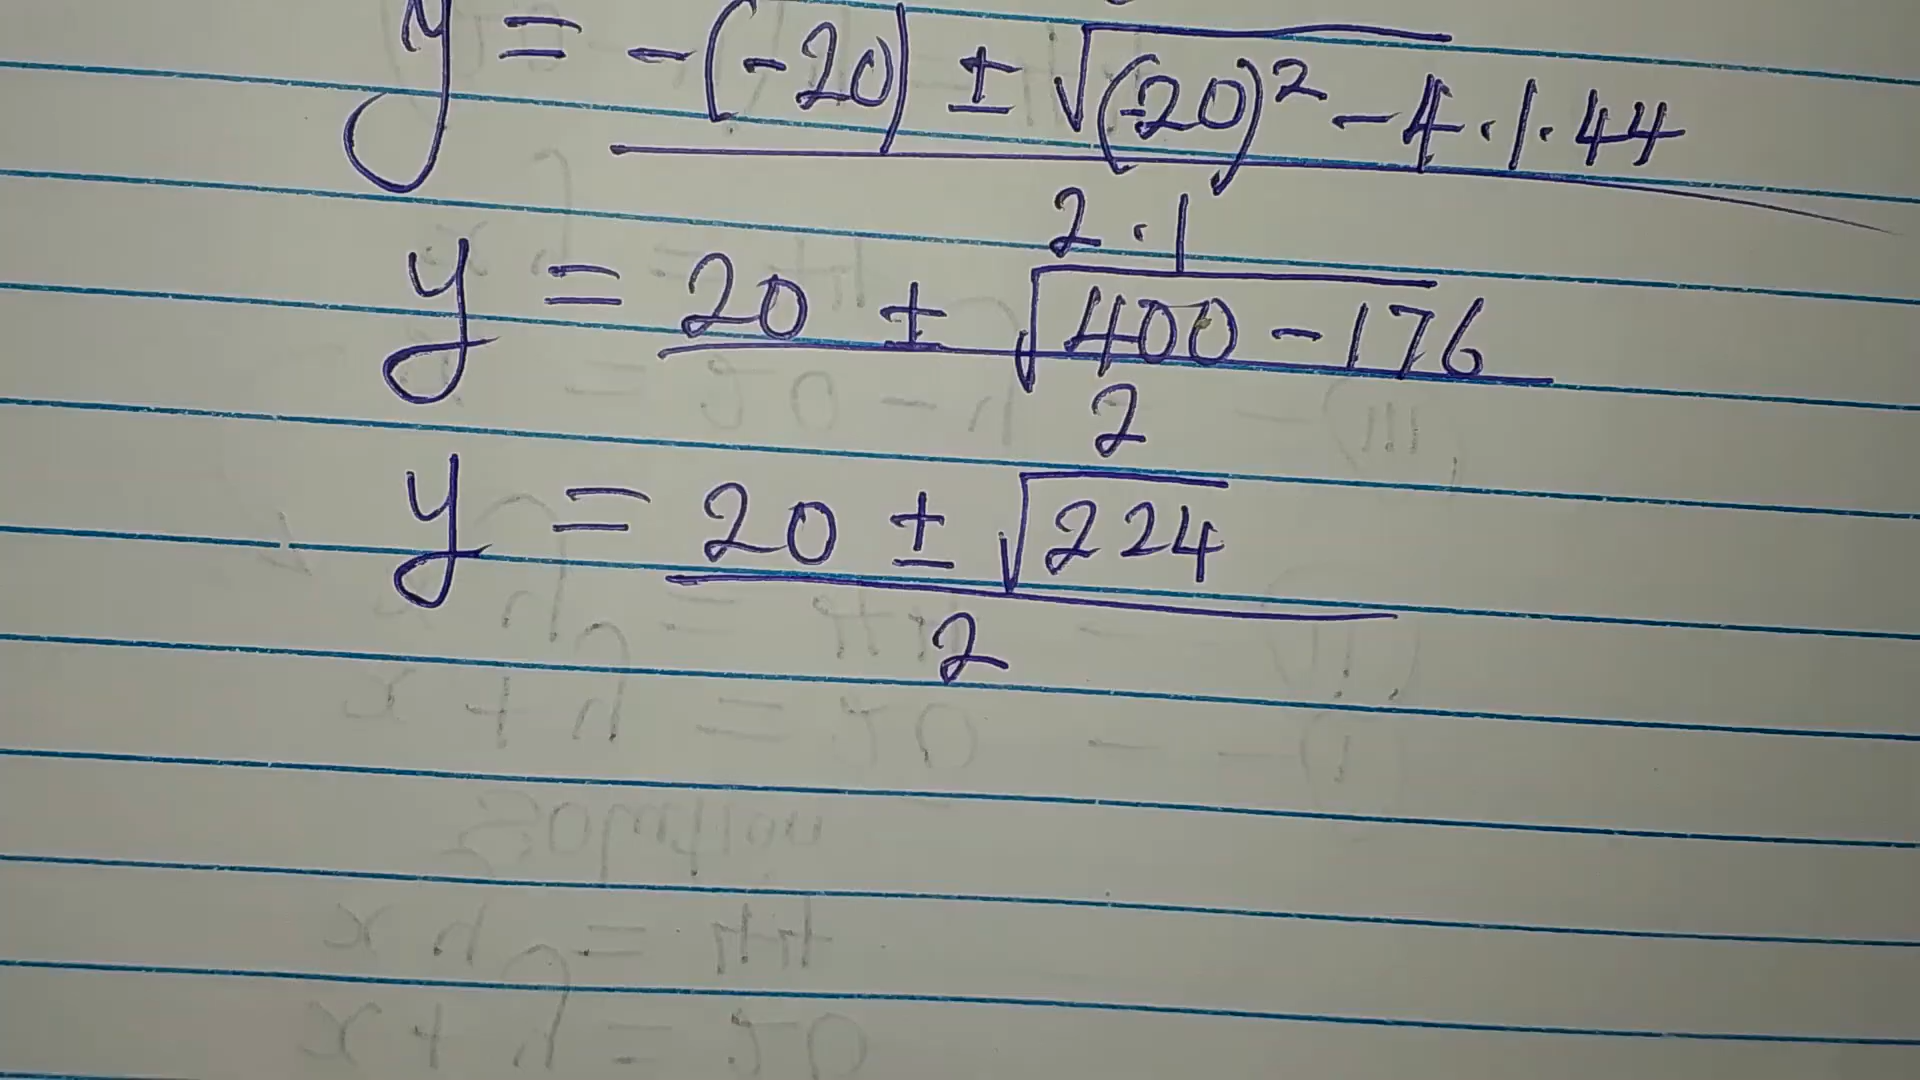 y = -(-20) ± √(-20)² - 4.1.44
2.1
y = 20 ± √400 - 176
2
y = 20 ± √224
2